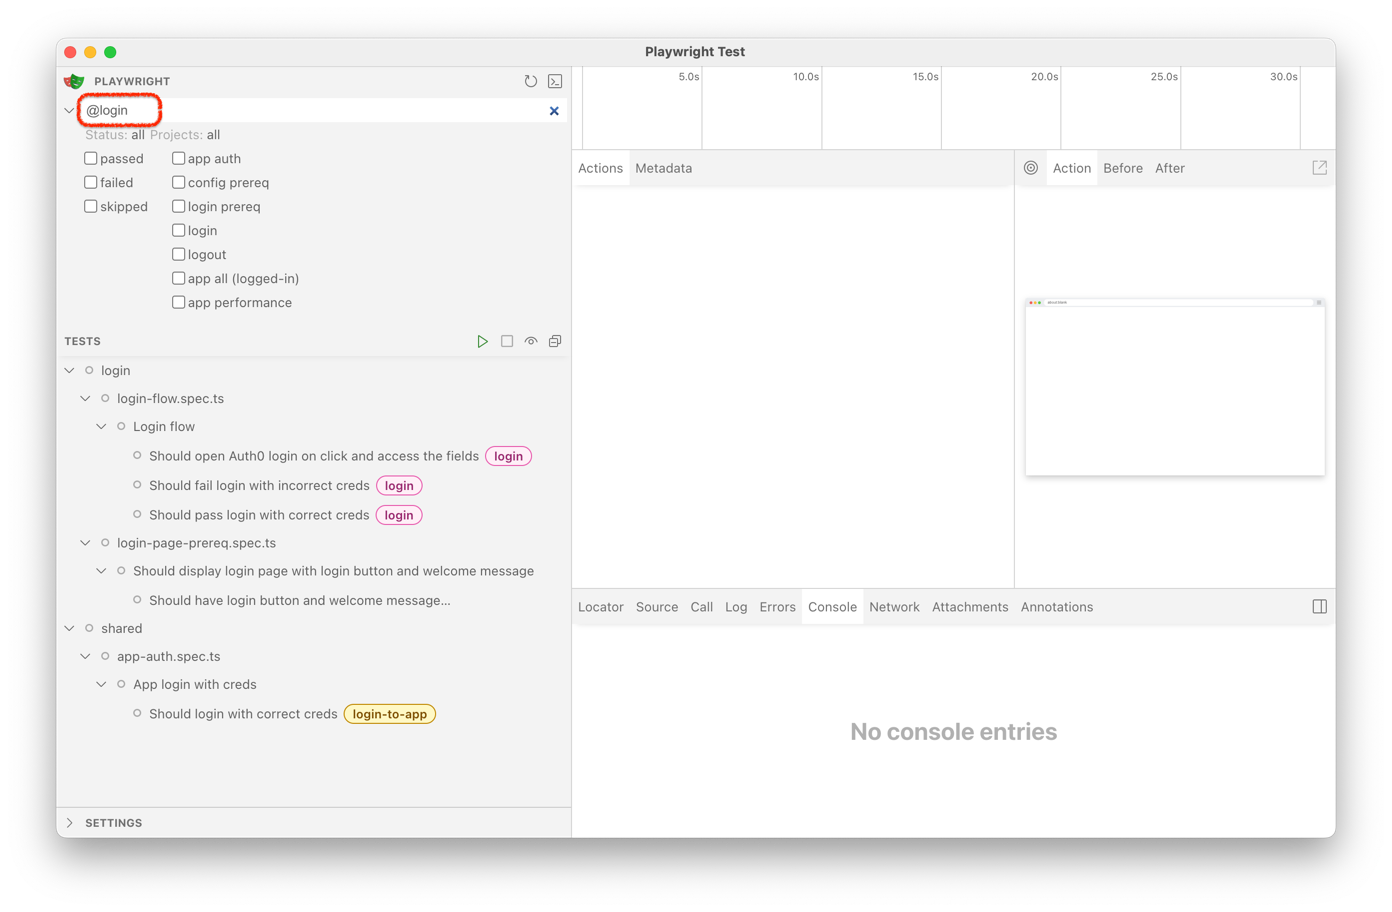 Playwright Test
PLAYWRIGHT
@login
Status: all Projects: all
passed
app auth
failed
config prereq
skipped
login prereq
login
logout
app all (logged-in)
app performance
TESTS
login
login-flow.spec.ts
Login flow
Should open Auth0 login on click and access the fields login
Should fail login with incorrect creds login
Should pass login with correct creds login
login-page-prereq.spec.ts
Should display login page with login button and welcome message
Should have login button and welcome message...
shared
app-auth.spec.ts
App login with creds
Should login with correct creds login-to-app
SETTINGS
5.0s 10.0s 15.0s 20.0s 25.0s 30.0s
Actions Metadata
Action Before After
about:blank
Locator Source Call Log Errors Console Network Attachments Annotations
No console entries